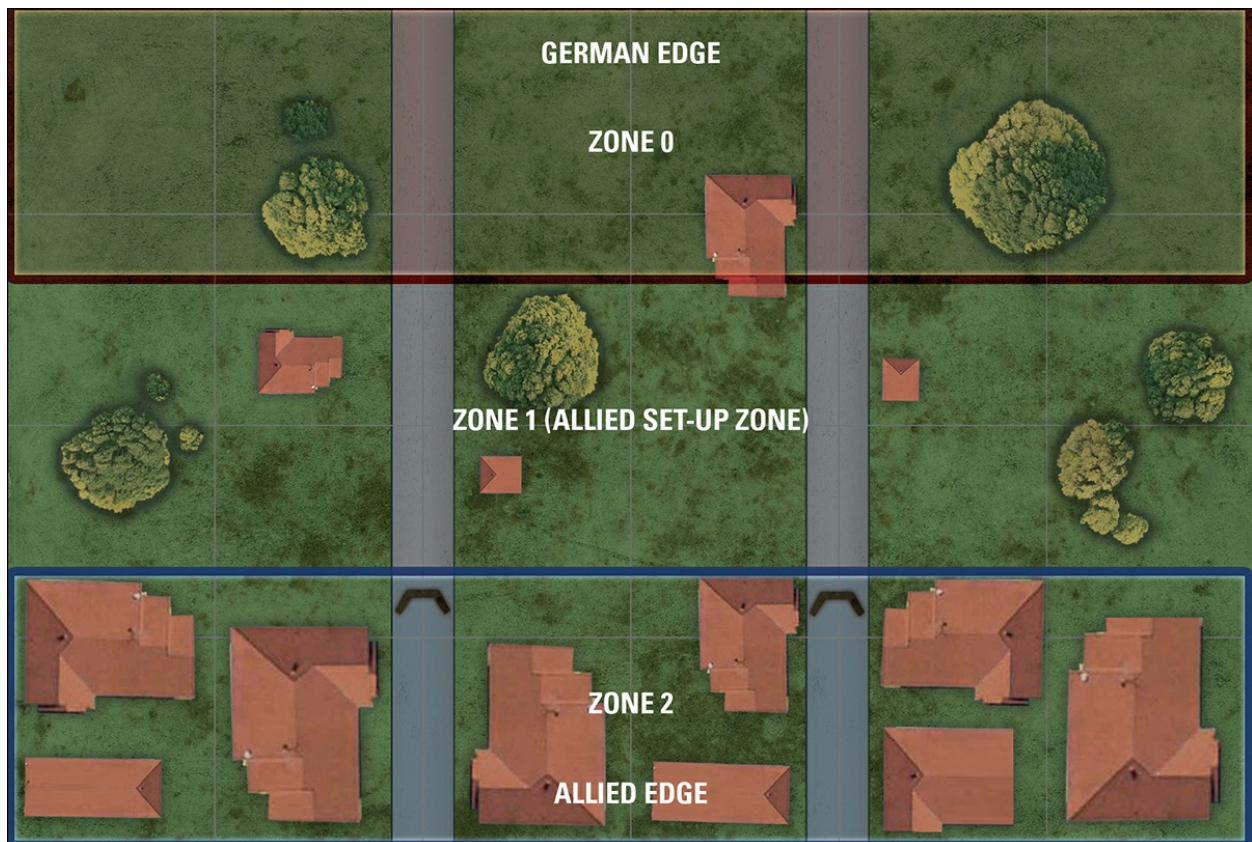 GERMAN EDGE
ZONE 0
ZONE 1 (ALLIED SET-UP ZONE)
ZONE 2
ALLIED EDGE